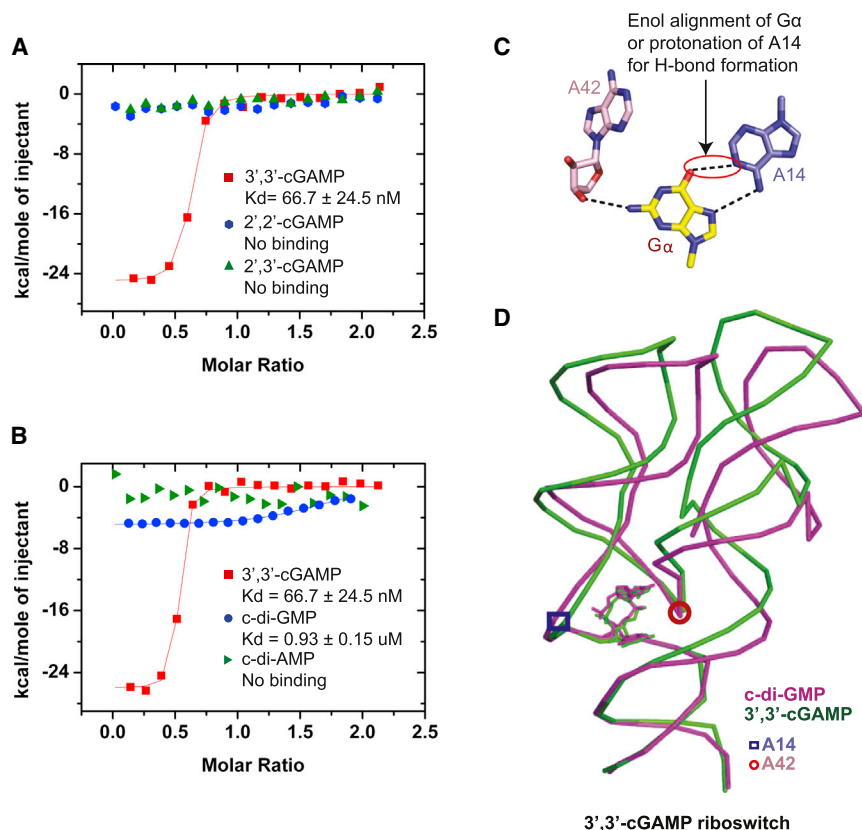 A
kcal/mole of injectant
0
-8
-16
-24
3',3'-cGAMP
Kd= 66.7 ± 24.5 nM
2',2'-cGAMP
No binding
2',3'-cGAMP
No binding
0.0 0.5 1.0 1.5 2.0 2.5
Molar Ratio
B
kcal/mole of injectant
0
-8
-16
-24
3',3'-cGAMP
Kd = 66.7 ± 24.5 nM
c-di-GMP
Kd = 0.93 ± 0.15 uM
c-di-AMP
No binding
0.0 0.5 1.0 1.5 2.0 2.5
Molar Ratio
C
Enol alignment of Gα
or protonation of A14
for H-bond formation
A42
A14
Gα
D
c-di-GMP
3',3'-cGAMP
A14
A42
3',3'-cGAMP riboswitch